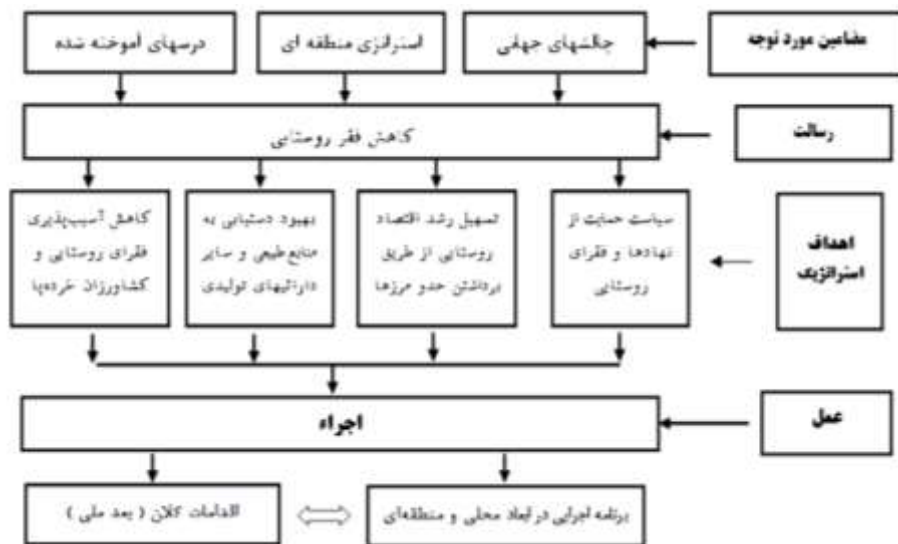 مضامین مورد توجه
چالشهای جهانی
استراتژی منطقه ای
درسهای آموخته شده
رسالت
کاهش فقر روستایی
اهداف
استراتژیک
سیاست حمایت از
نهادها و فقرای
روستایی
تسهیل رشد اقتصاد
روستایی از طریق
برداشتن حدو مرزها
بهبود دستیابی به
منابع طبیعی و سایر
دارائیهای تولیدی
کاهش آسیب‌پذیری
فقرای روستایی و
کشاورزان خرده‌پا
عمل
اجراء
برنامه اجرایی در ابعاد محلی و منطقه‌ای
اقدامات کلان ( بعد ملی )